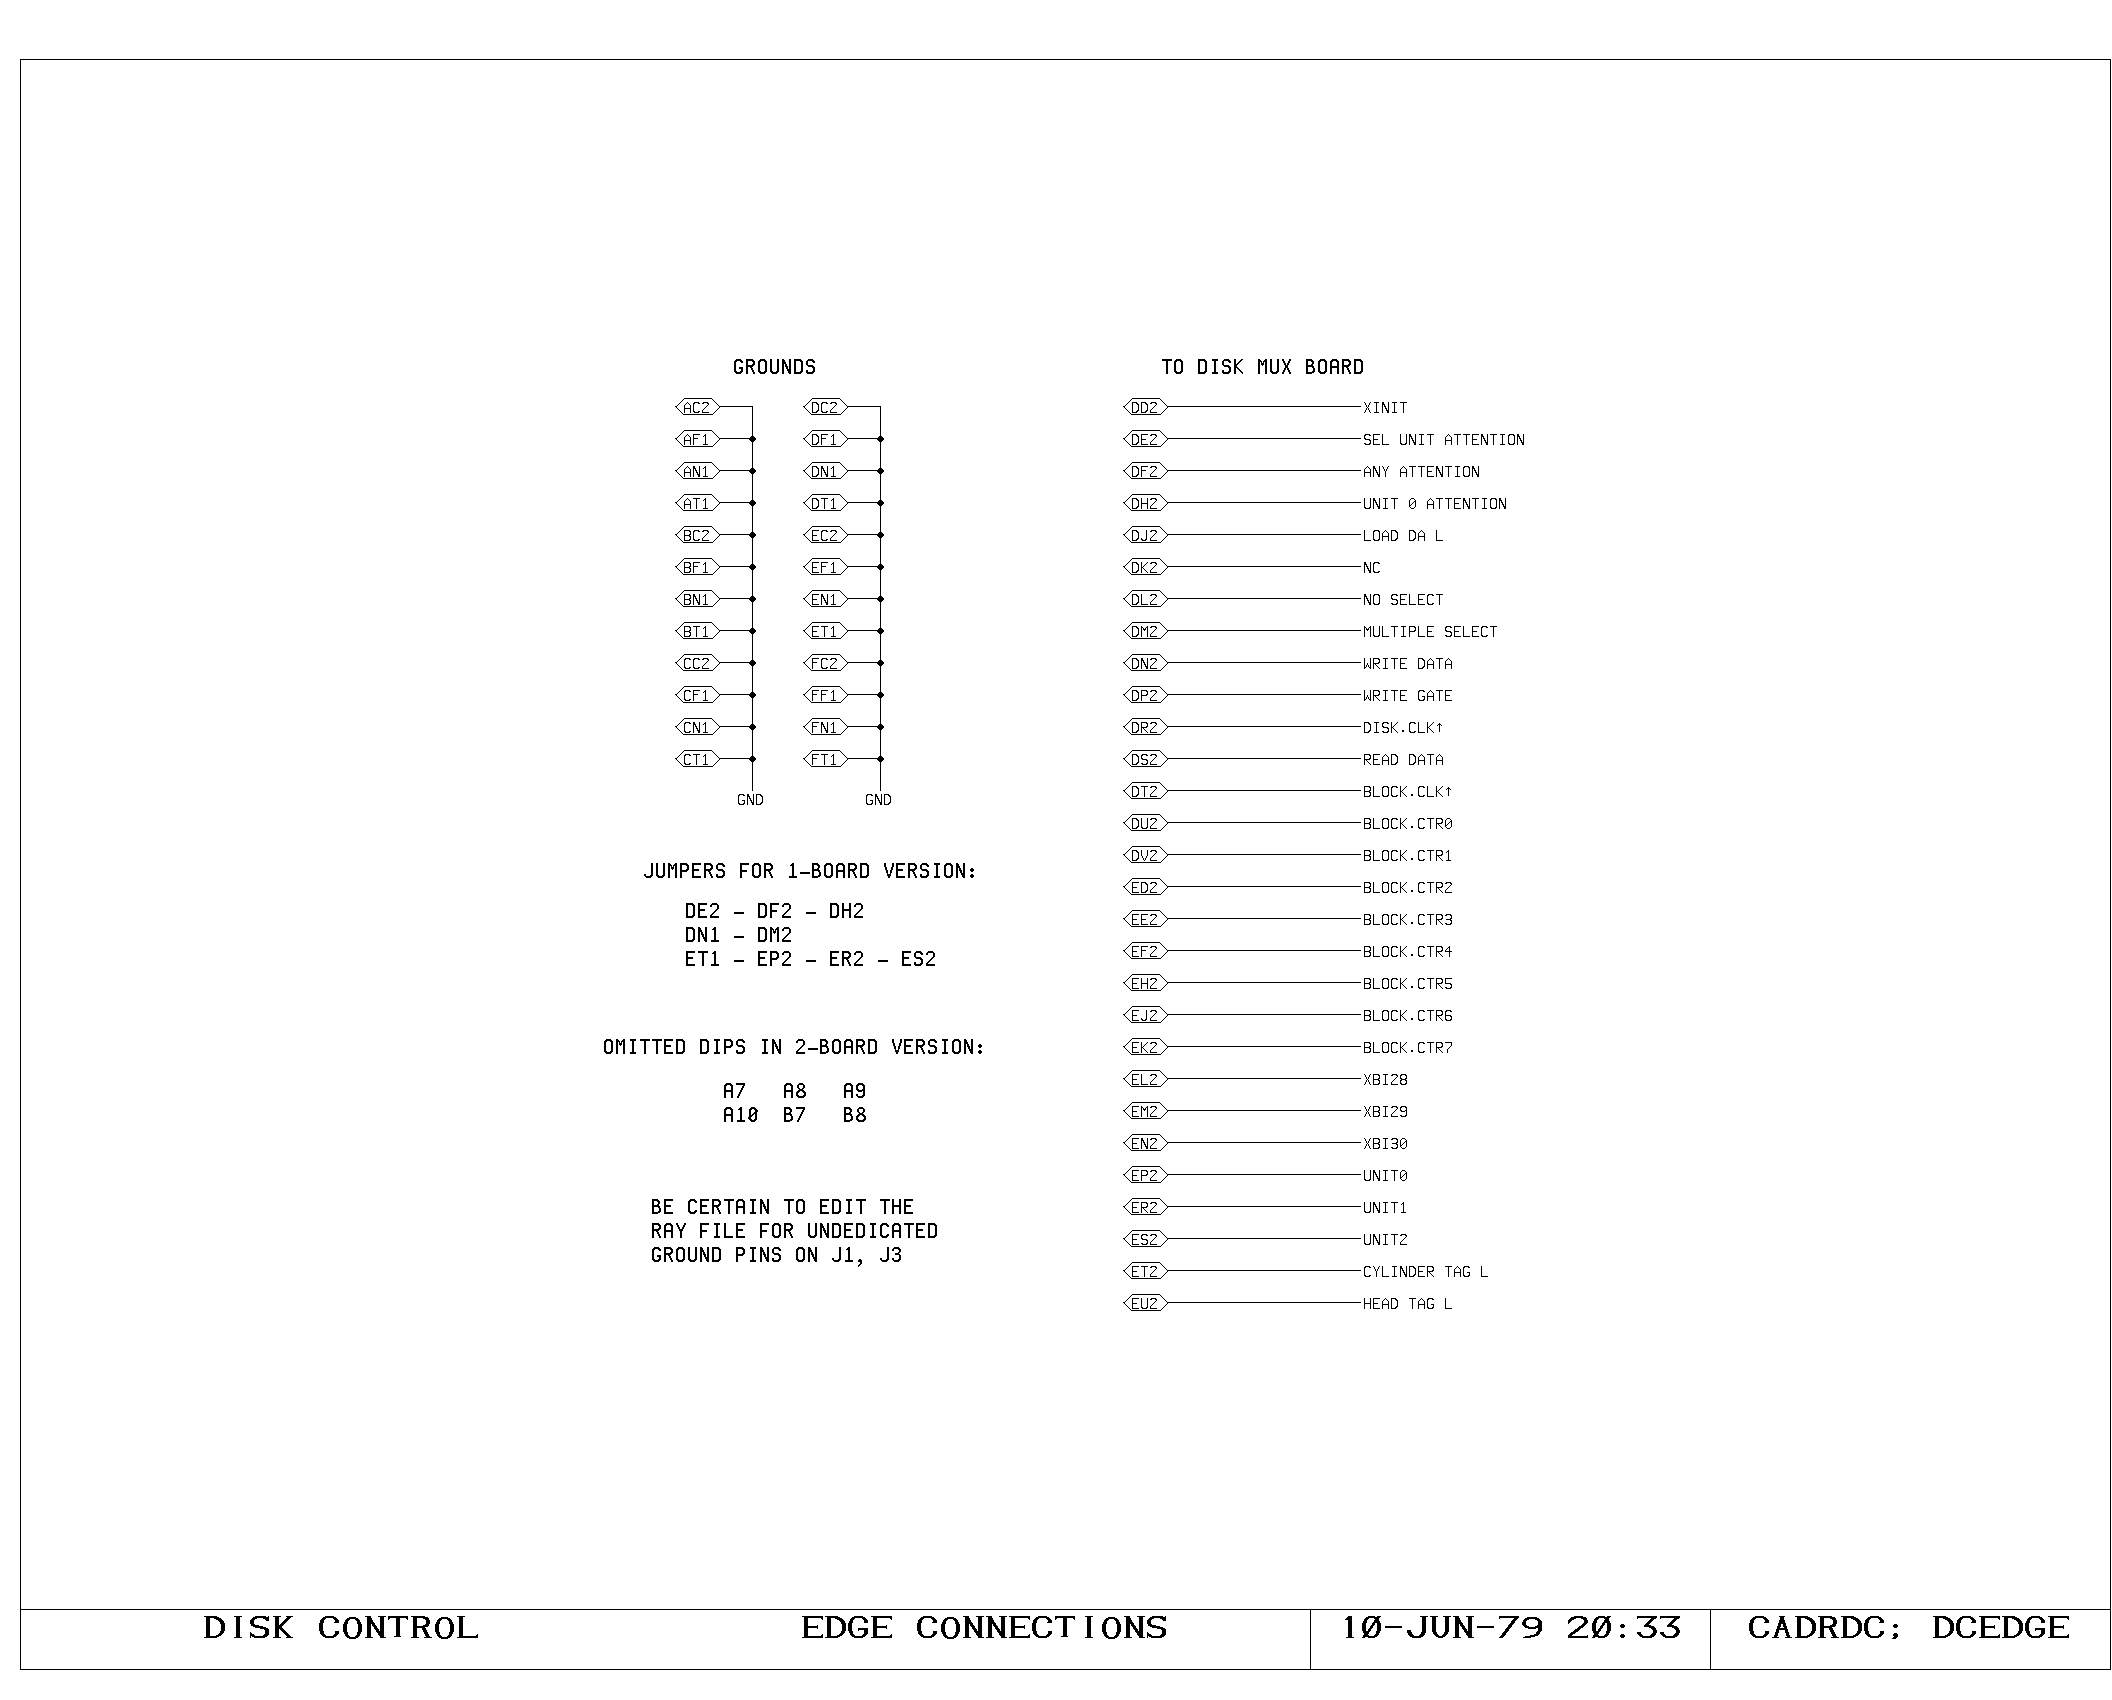 GROUNDS
AC2 DC2
AF1 DF1
AN1 DN1
AT1 DT1
BC2 EC2
BF1 EF1
BN1 EN1
BT1 ET1
CC2 FC2
CF1 FF1
CN1 FN1
CT1 FT1
GND GND
JUMPERS FOR 1-BOARD VERSION:
DE2 - DF2 - DH2
DN1 - DM2
ET1 - EP2 - ER2 - ES2
OMITTED DIPS IN 2-BOARD VERSION:
A7 A8 A9
A10 B7 B8
BE CERTAIN TO EDIT THE
RAY FILE FOR UNDEDICATED
GROUND PINS ON J1, J3
TO DISK MUX BOARD
DD2 XINIT
DE2 SEL UNIT ATTENTION
DF2 ANY ATTENTION
DH2 UNIT 0 ATTENTION
DJ2 LOAD DA L
DK2 NC
DL2 NO SELECT
DM2 MULTIPLE SELECT
DN2 WRITE DATA
DP2 WRITE GATE
DR2 DISK.CLK↑
DS2 READ DATA
DT2 BLOCK.CLK↑
DU2 BLOCK.CTR0
DV2 BLOCK.CTR1
ED2 BLOCK.CTR2
EE2 BLOCK.CTR3
EF2 BLOCK.CTR4
EH2 BLOCK.CTR5
EJ2 BLOCK.CTR6
EK2 BLOCK.CTR7
EL2 XBI28
EM2 XBI29
EN2 XBI30
EP2 UNIT0
ER2 UNIT1
ES2 UNIT2
ET2 CYLINDER TAG L
EU2 HEAD TAG L
DISK CONTROL EDGE CONNECTIONS 10-JUN-79 20:33 CADRDC; DCEDGE